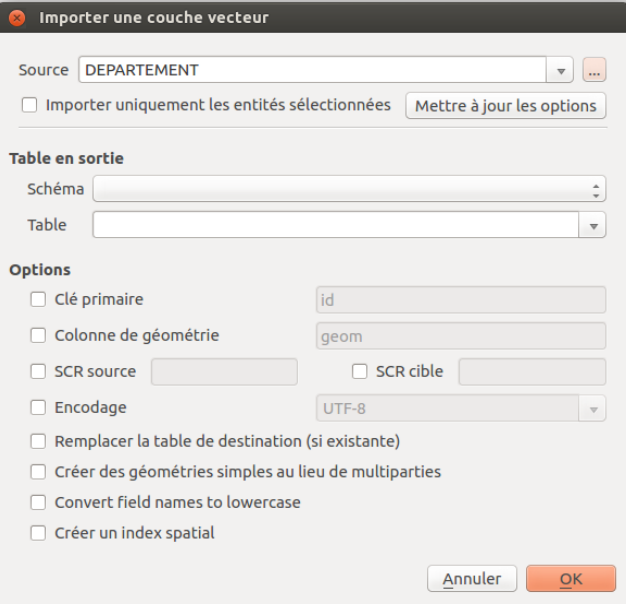 Importer une couche vecteur
Source DEPARTEMENT ...
Importer uniquement les entités sélectionnées Mettre à jour les options
Table en sortie
Schéma
Table
Options
Clé primaire id
Colonne de géométrie geom
SCR source SCR cible
Encodage UTF-8
Remplacer la table de destination (si existante)
Créer des géométries simples au lieu de multiparties
Convert field names to lowercase
Créer un index spatial
Annuler OK